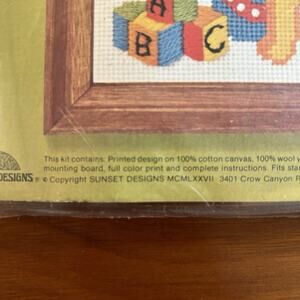 A
B C
This kit contains: Printed design on 100% cotton canvas, 100% wool
mounting board, full color print and complete instructions. Fits
DESIGNS ® © Copyright SUNSET DESIGNS MCMLXXVII 3401 Crow Canyon